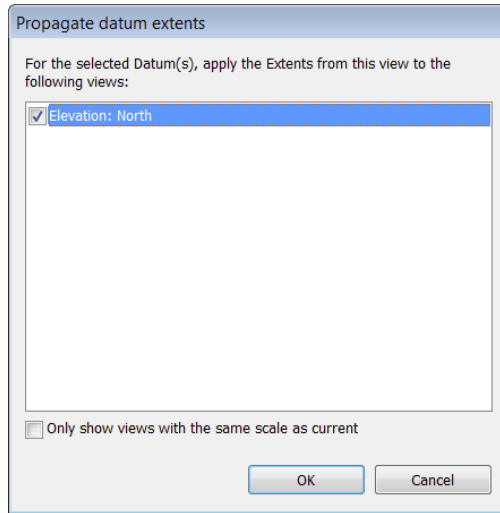 Propagate datum extents
For the selected Datum(s), apply the Extents from this view to the
following views:
Elevation: North
Only show views with the same scale as current
OK
Cancel